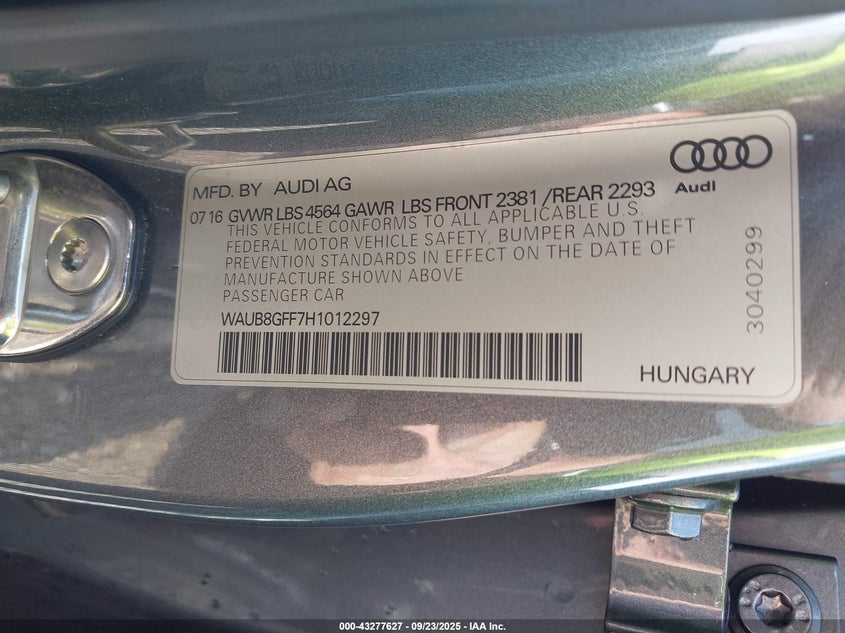 MFD. BY AUDI AG
Audi
07 16 GVWR LBS 4564 GAWR LBS FRONT 2381 /REAR 2293
THIS VEHICLE CONFORMS TO ALL APPLICABLE U.S.
FEDERAL MOTOR VEHICLE SAFETY, BUMPER AND THEFT
PREVENTION STANDARDS IN EFFECT ON THE DATE OF
MANUFACTURE SHOWN ABOVE
PASSENGER CAR
WAUB8GFF7H1012297
3040299
HUNGARY
000-43277627 - 09/23/2025 - IAA Inc.